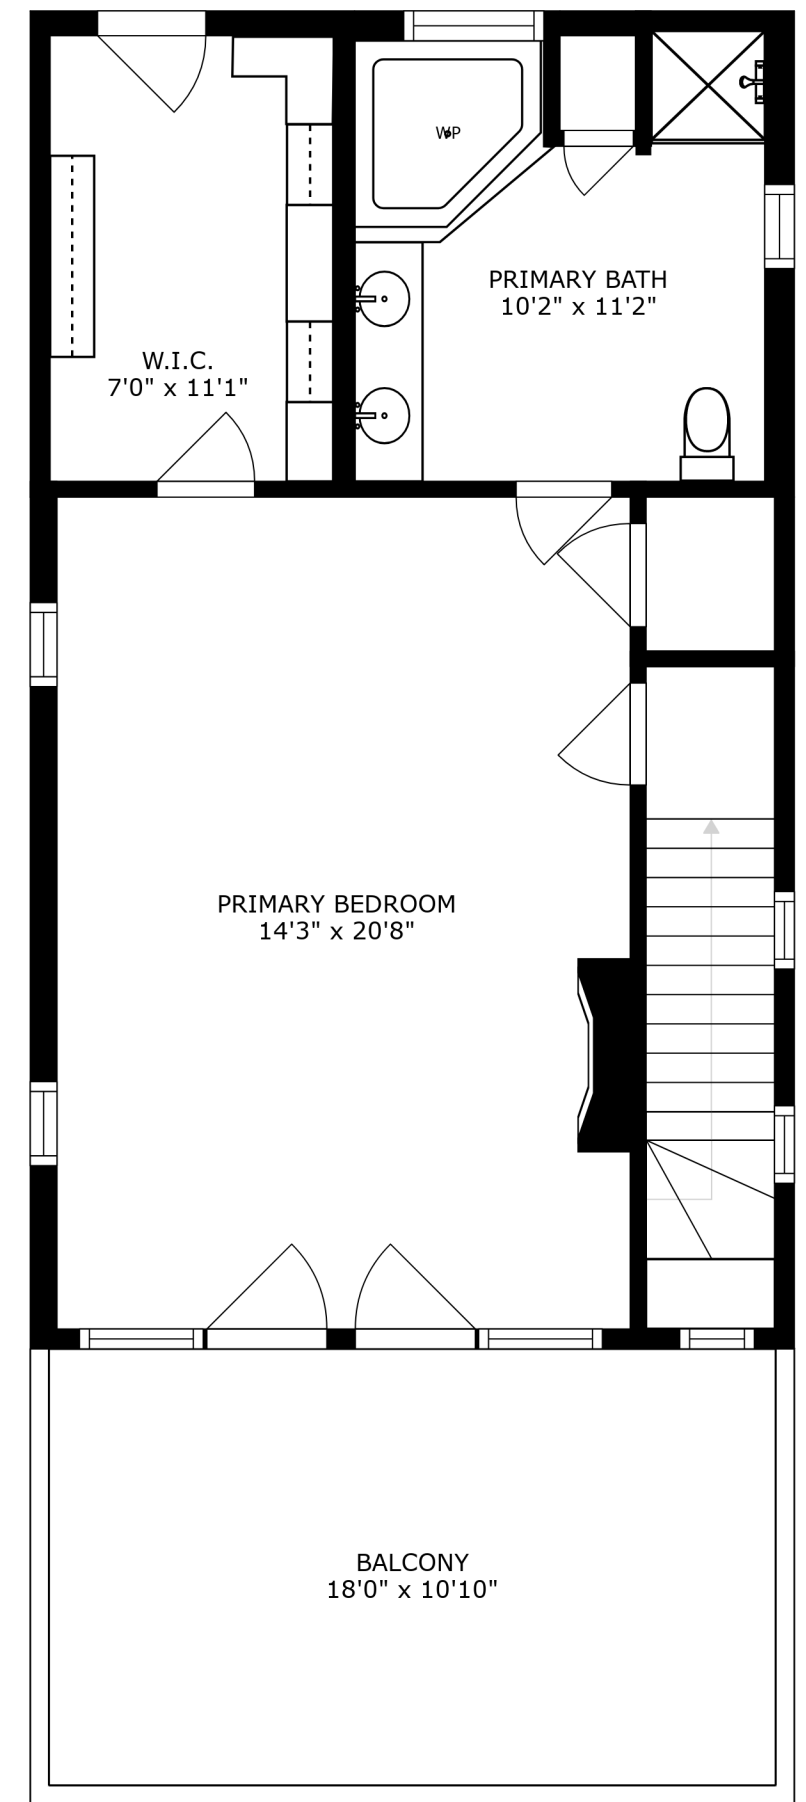 WP
PRIMARY BATH
10'2" x 11'2"
W.I.C.
7'0" x 11'1"
PRIMARY BEDROOM
14'3" x 20'8"
BALCONY
18'0" x 10'10"